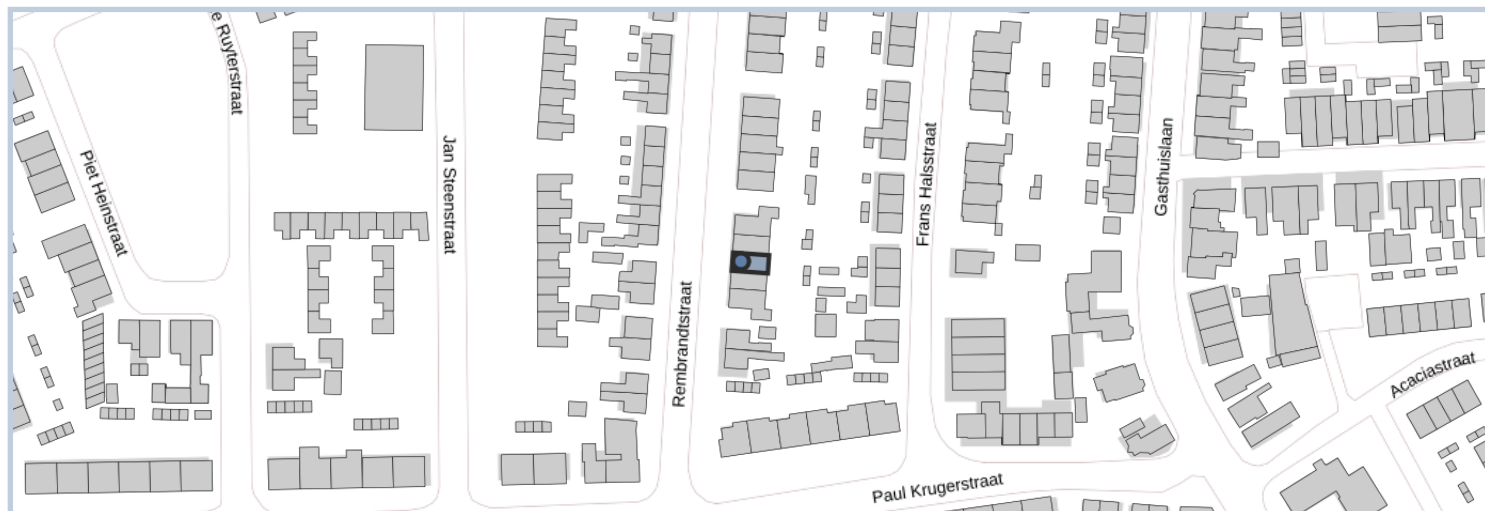 e Ruyterstraat
Piet Heinstraat
Jan Steenstraat
Rembrandtstraat
Frans Halsstraat
Gasthuislaan
Acaciastraat
Paul Krugerstraat